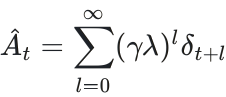 Â_t = ∑_{l=0}^{∞} (γλ)^l δ_{t+l}